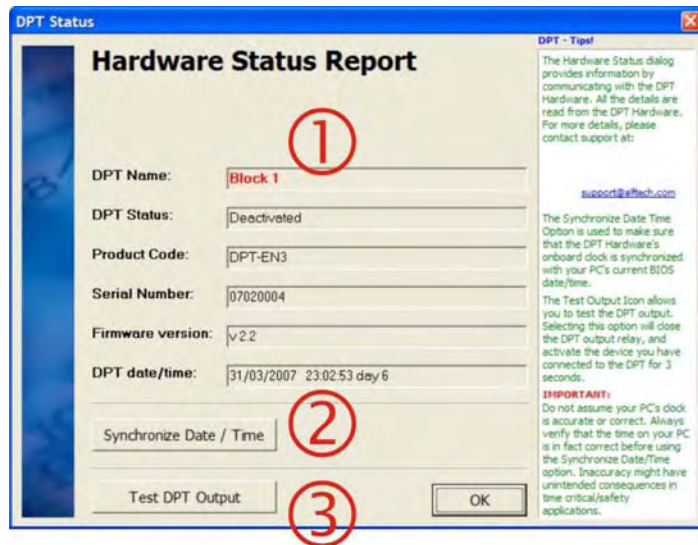 DPT Status
Hardware Status Report
1
DPT Name:
Block 1
DPT Status:
Deactivated
Product Code:
DPT-EN3
Serial Number:
07020004
Firmware version:
v 2.2
DPT date/time:
31/03/2007 23:02:53 day 6
Synchronize Date / Time
2
Test DPT Output
3
OK
DPT - Tips!
The Hardware Status dialog
provides information by
communicating with the DPT
Hardware. All the details are
read from the DPT Hardware.
For more details, please
contact support at:
support@alftech.com
The Synchronize Date Time
Option is used to make sure
that the DPT Hardware's
onboard clock is synchronized
with your PC's current BIOS
date/time.
The Test Output Icon allows
you to test the DPT output.
Selecting this option will close
the DPT output relay, and
activate the device you have
connected to the DPT for 3
seconds.
IMPORTANT:
Do not assume your PC's clock
is accurate or correct. Always
verify that the time on your PC
is in fact correct before using
the Synchronize Date/Time
option. Inaccuracy might have
unintended consequences in
time critical/safety
applications.